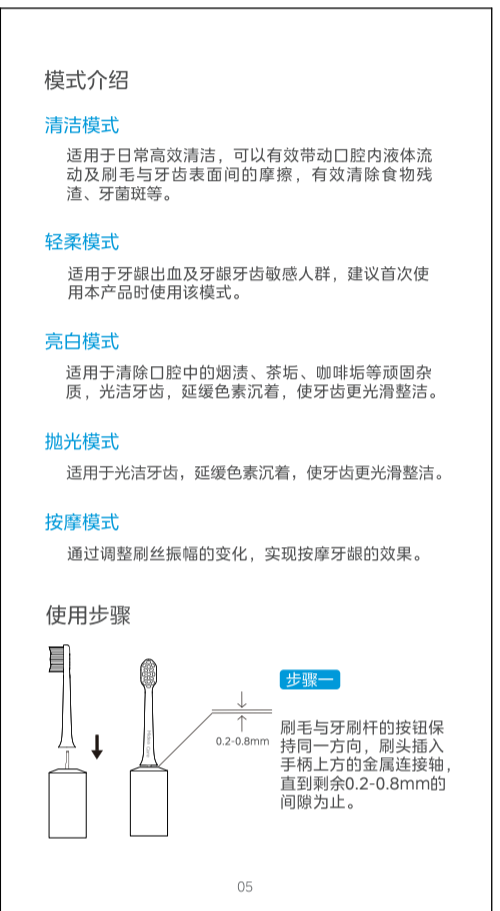 模式介绍
清洁模式
适用于日常高效清洁，可以有效带动口腔内液体流
动及刷毛与牙齿表面间的摩擦，有效清除食物残
渣、牙菌斑等。
轻柔模式
适用于牙龈出血及牙龈牙齿敏感人群，建议首次使
用本产品时使用该模式。
亮白模式
适用于清除口腔中的烟渍、茶垢、咖啡垢等顽固杂
质，光洁牙齿，延缓色素沉着，使牙齿更光滑整洁。
抛光模式
适用于光洁牙齿，延缓色素沉着，使牙齿更光滑整洁。
按摩模式
通过调整刷丝振幅的变化，实现按摩牙龈的效果。
使用步骤
步骤一
0.2-0.8mm
刷毛与牙刷杆的按钮保
持同一方向，刷头插入
手柄上方的金属连接轴，
直到剩余0.2-0.8mm的
间隙为止。
05